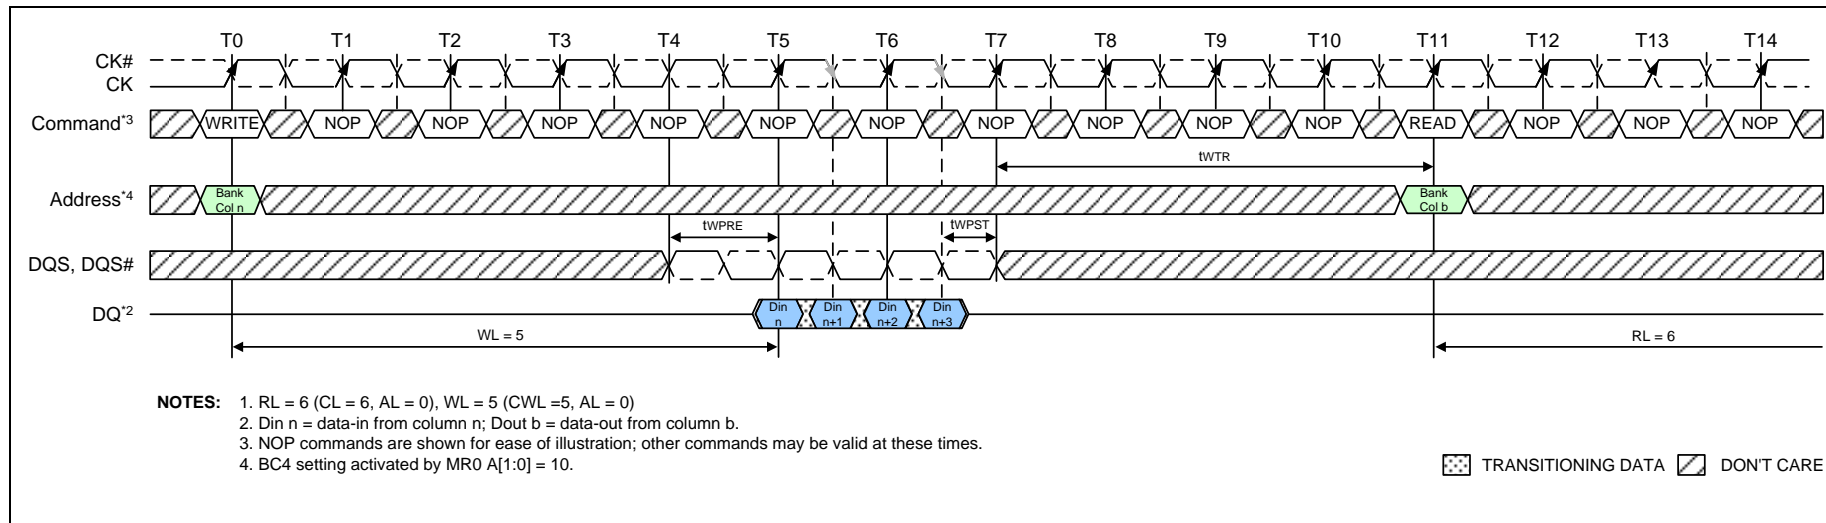 T0 T1 T2 T3 T4 T5 T6 T7 T8 T9 T10 T11 T12 T13 T14
CK#
CK
Command*3 WRITE NOP NOP NOP NOP NOP NOP NOP NOP NOP NOP READ NOP NOP NOP
tWTR
Address*4 Bank Col n Bank Col b
tWPRE tWPST
DQS, DQS#
DQ*2 Din n Din n+1 Din n+2 Din n+3
WL = 5 RL = 6
NOTES: 1. RL = 6 (CL = 6, AL = 0), WL = 5 (CWL =5, AL = 0)
2. Din n = data-in from column n; Dout b = data-out from column b.
3. NOP commands are shown for ease of illustration; other commands may be valid at these times.
4. BC4 setting activated by MR0 A[1:0] = 10.
TRANSITIONING DATA DON'T CARE